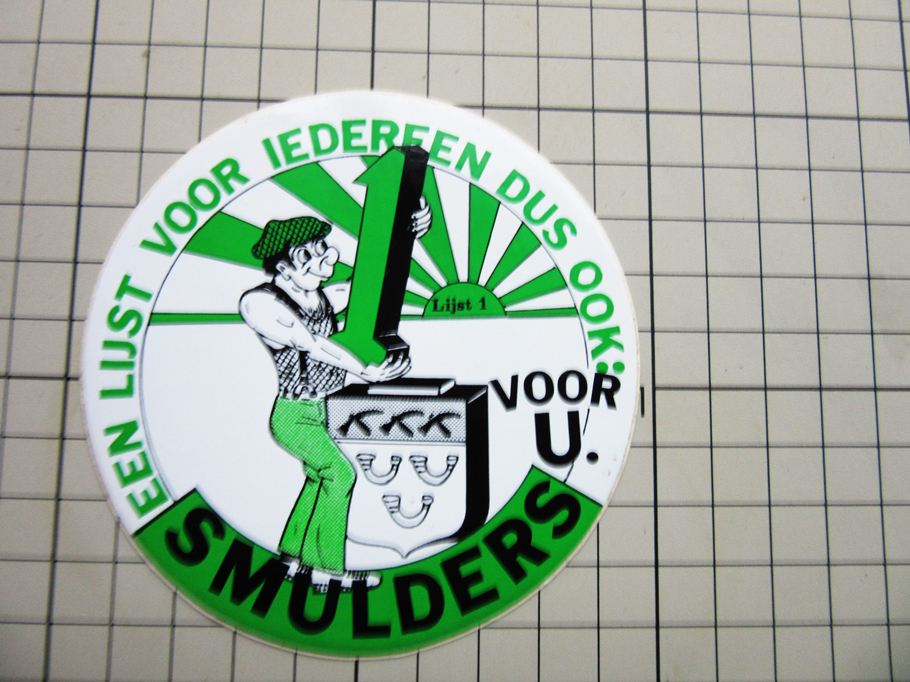 EEN LIJST VOOR IEDEREEN DUS OOK:
Lijst 1
VOOR
U.
SMULDERS